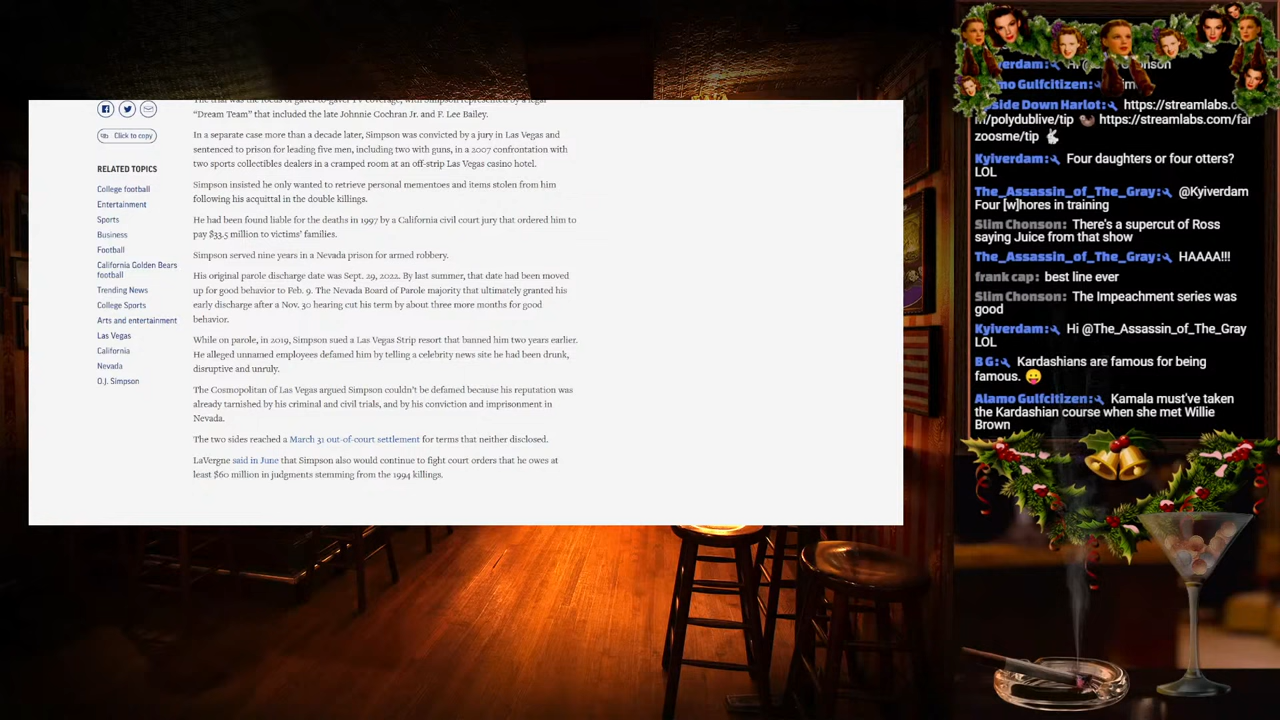 Click to copy
RELATED TOPICS
College football
Entertainment
Sports
Business
Football
California Golden Bears
football
Trending News
College Sports
Arts and entertainment
Las Vegas
California
Nevada
O.J. Simpson
The trial was the focus of gavel-to-gavel TV coverage, with Simpson represented by a legal
“Dream Team” that included the late Johnnie Cochran Jr. and F. Lee Bailey.
In a separate case more than a decade later, Simpson was convicted by a jury in Las Vegas and
sentenced to prison for leading five men, including two with guns, in a 2007 confrontation with
two sports collectibles dealers in a cramped room at an off-strip Las Vegas casino hotel.
Simpson insisted he only wanted to retrieve personal mementoes and items stolen from him
following his acquittal in the double killings.
He had been found liable for the deaths in 1997 by a California civil court jury that ordered him to
pay $33.5 million to victims’ families.
Simpson served nine years in a Nevada prison for armed robbery.
His original parole discharge date was Sept. 29, 2022. By last summer, that date had been moved
up for good behavior to Feb. 9. The Nevada Board of Parole majority that ultimately granted his
early discharge after a Nov. 30 hearing cut his term by about three more months for good
behavior.
While on parole, in 2019, Simpson sued a Las Vegas Strip resort that banned him two years earlier.
He alleged unnamed employees defamed him by telling a celebrity news site he had been drunk,
disruptive and unruly.
The Cosmopolitan of Las Vegas argued Simpson couldn’t be defamed because his reputation was
already tarnished by his criminal and civil trials, and by his conviction and imprisonment in
Nevada.
The two sides reached a March 31 out-of-court settlement for terms that neither disclosed.
LaVergne said in June that Simpson also would continue to fight court orders that he owes at
least $60 million in judgments stemming from the 1994 killings.
Gulfcitizen:
Harlot: https://streamlabs.c
m/polydublive/tip https://streamlabs.com/far
zoosme/tip
Kyiverdam: Four daughters or four otters?
LOL
The_Assassin_of_The_Gray: @Kyiverdam
Four [w]hores in training
Slim Chonson: There's a supercut of Ross
saying Juice from that show
The_Assassin_of_The_Gray: HAAAA!!!
frank cap: best line ever
Slim Chonson: The Impeachment series was
good
Kyiverdam: Hi @The_Assassin_of_The_Gray
LOL
B G: Kardashians are famous for being
famous.
Alamo Gulfcitizen: Kamala must've taken
the Kardashian course when she met Willie
Brown